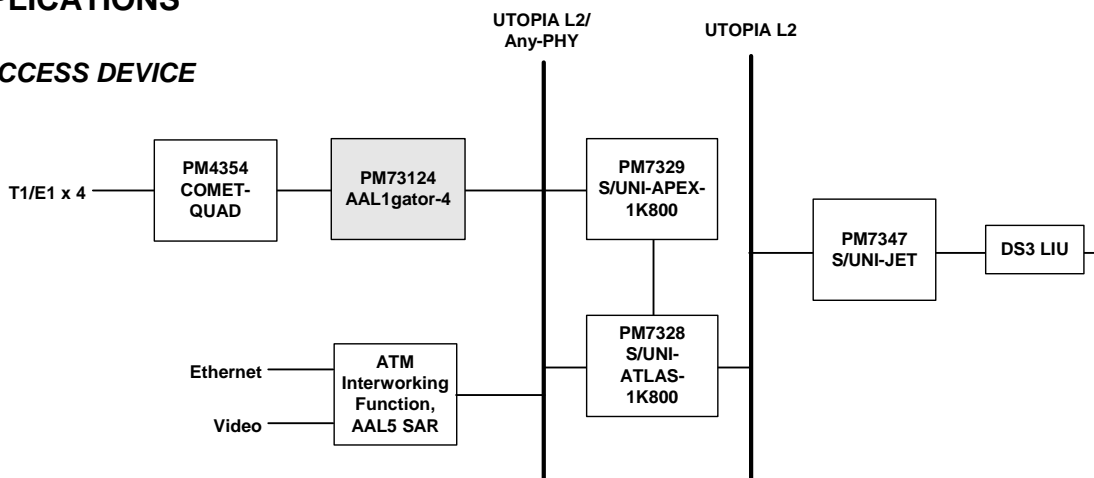 PLICATIONS
CCESS DEVICE
UTOPIA L2/
Any-PHY
UTOPIA L2
T1/E1 x 4
PM4354
COMET-
QUAD
PM73124
AAL1gator-4
PM7329
S/UNI-APEX-
1K800
PM7347
S/UNI-JET
DS3 LIU
Ethernet
Video
ATM
Interworking
Function,
AAL5 SAR
PM7328
S/UNI-
ATLAS-
1K800